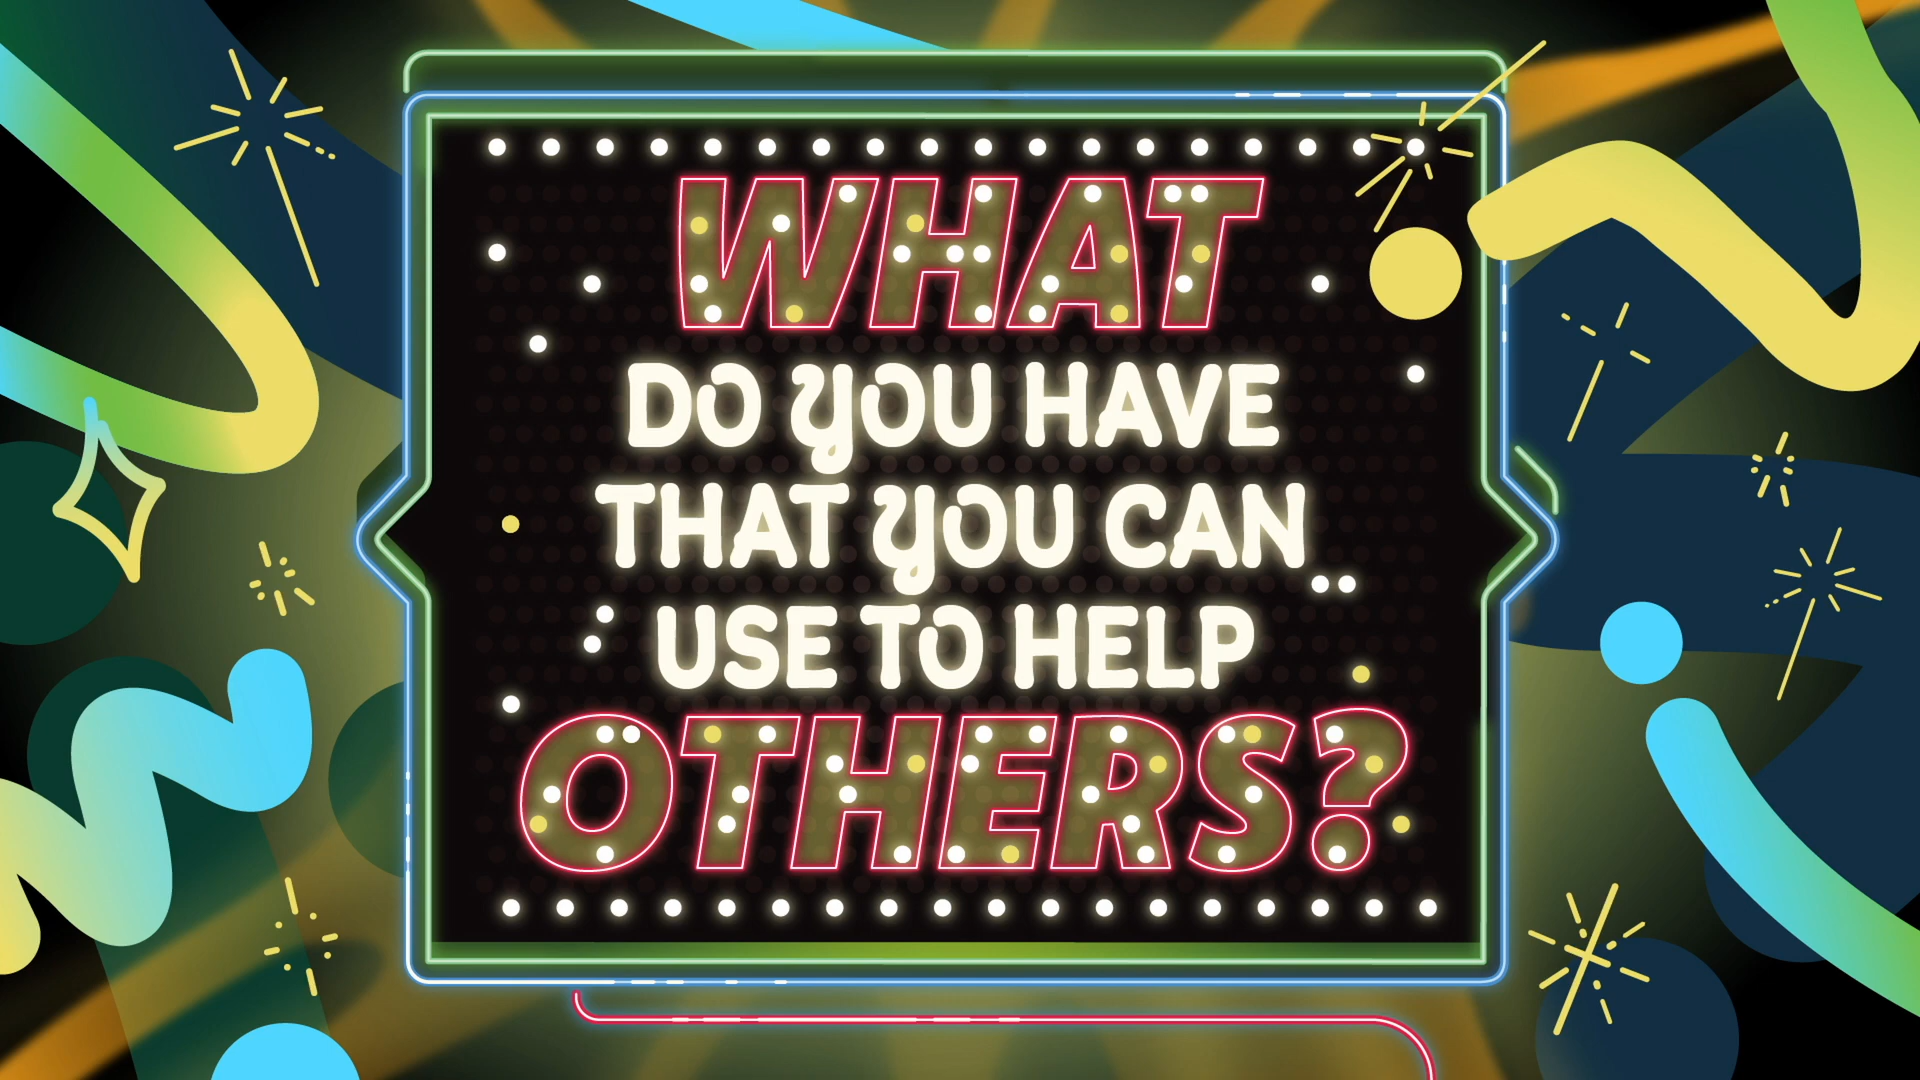 WHAT
DO YOU HAVE
THAT YOU CAN
USE TO HELP
OTHERS?